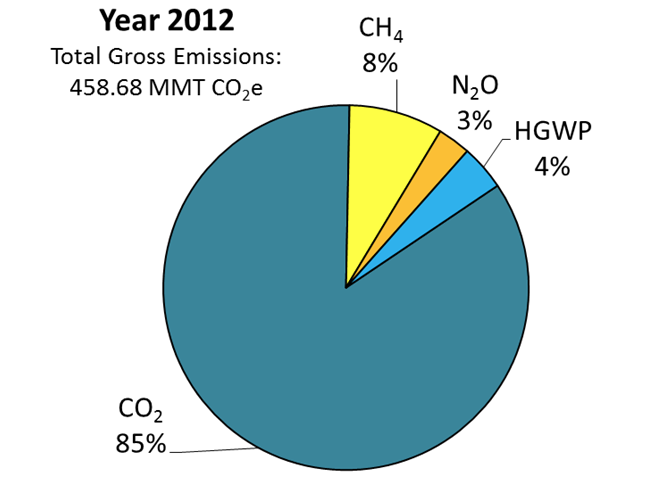 Year 2012
Total Gross Emissions:
458.68 MMT CO₂e
CH₄
8%
N₂O
3%
HGWP
4%
CO₂
85%